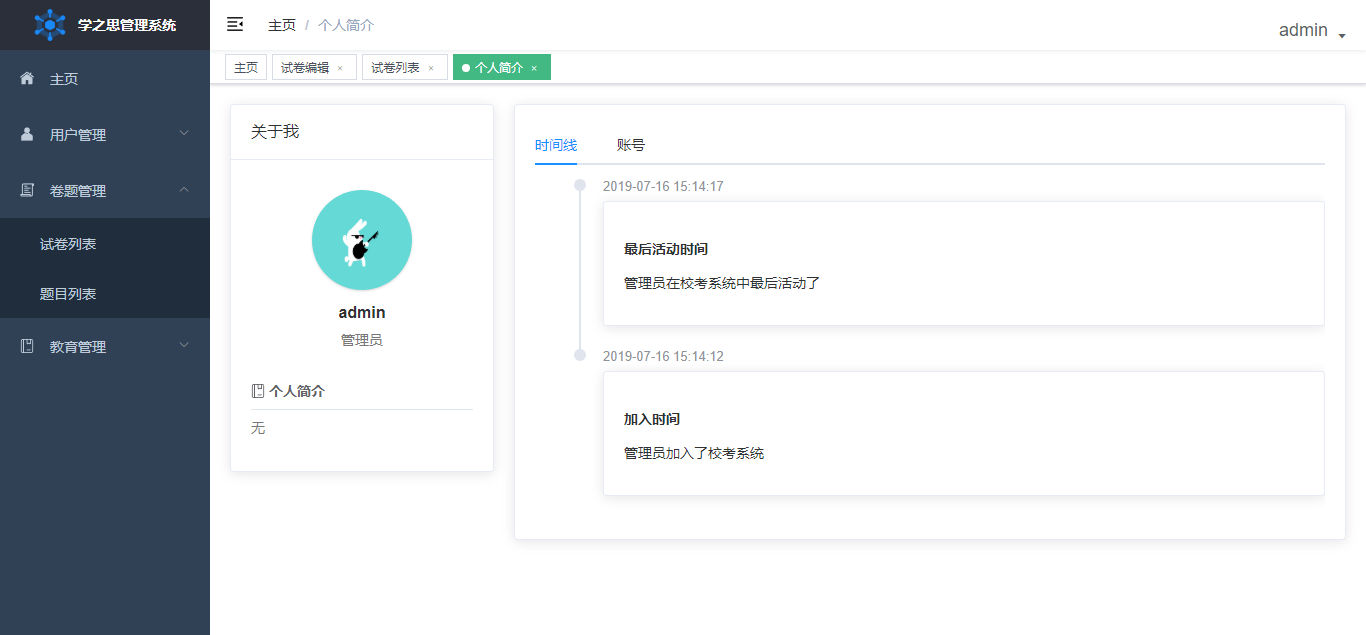 学之思管理系统
主页 / 个人简介
admin
主页
试卷编辑 ×
试卷列表 ×
个人简介 ×
主页
用户管理
卷题管理
试卷列表
题目列表
教育管理
关于我
admin
管理员
个人简介
无
时间线
账号
2019-07-16 15:14:17
最后活动时间
管理员在校考系统中最后活动了
2019-07-16 15:14:12
加入时间
管理员加入了校考系统